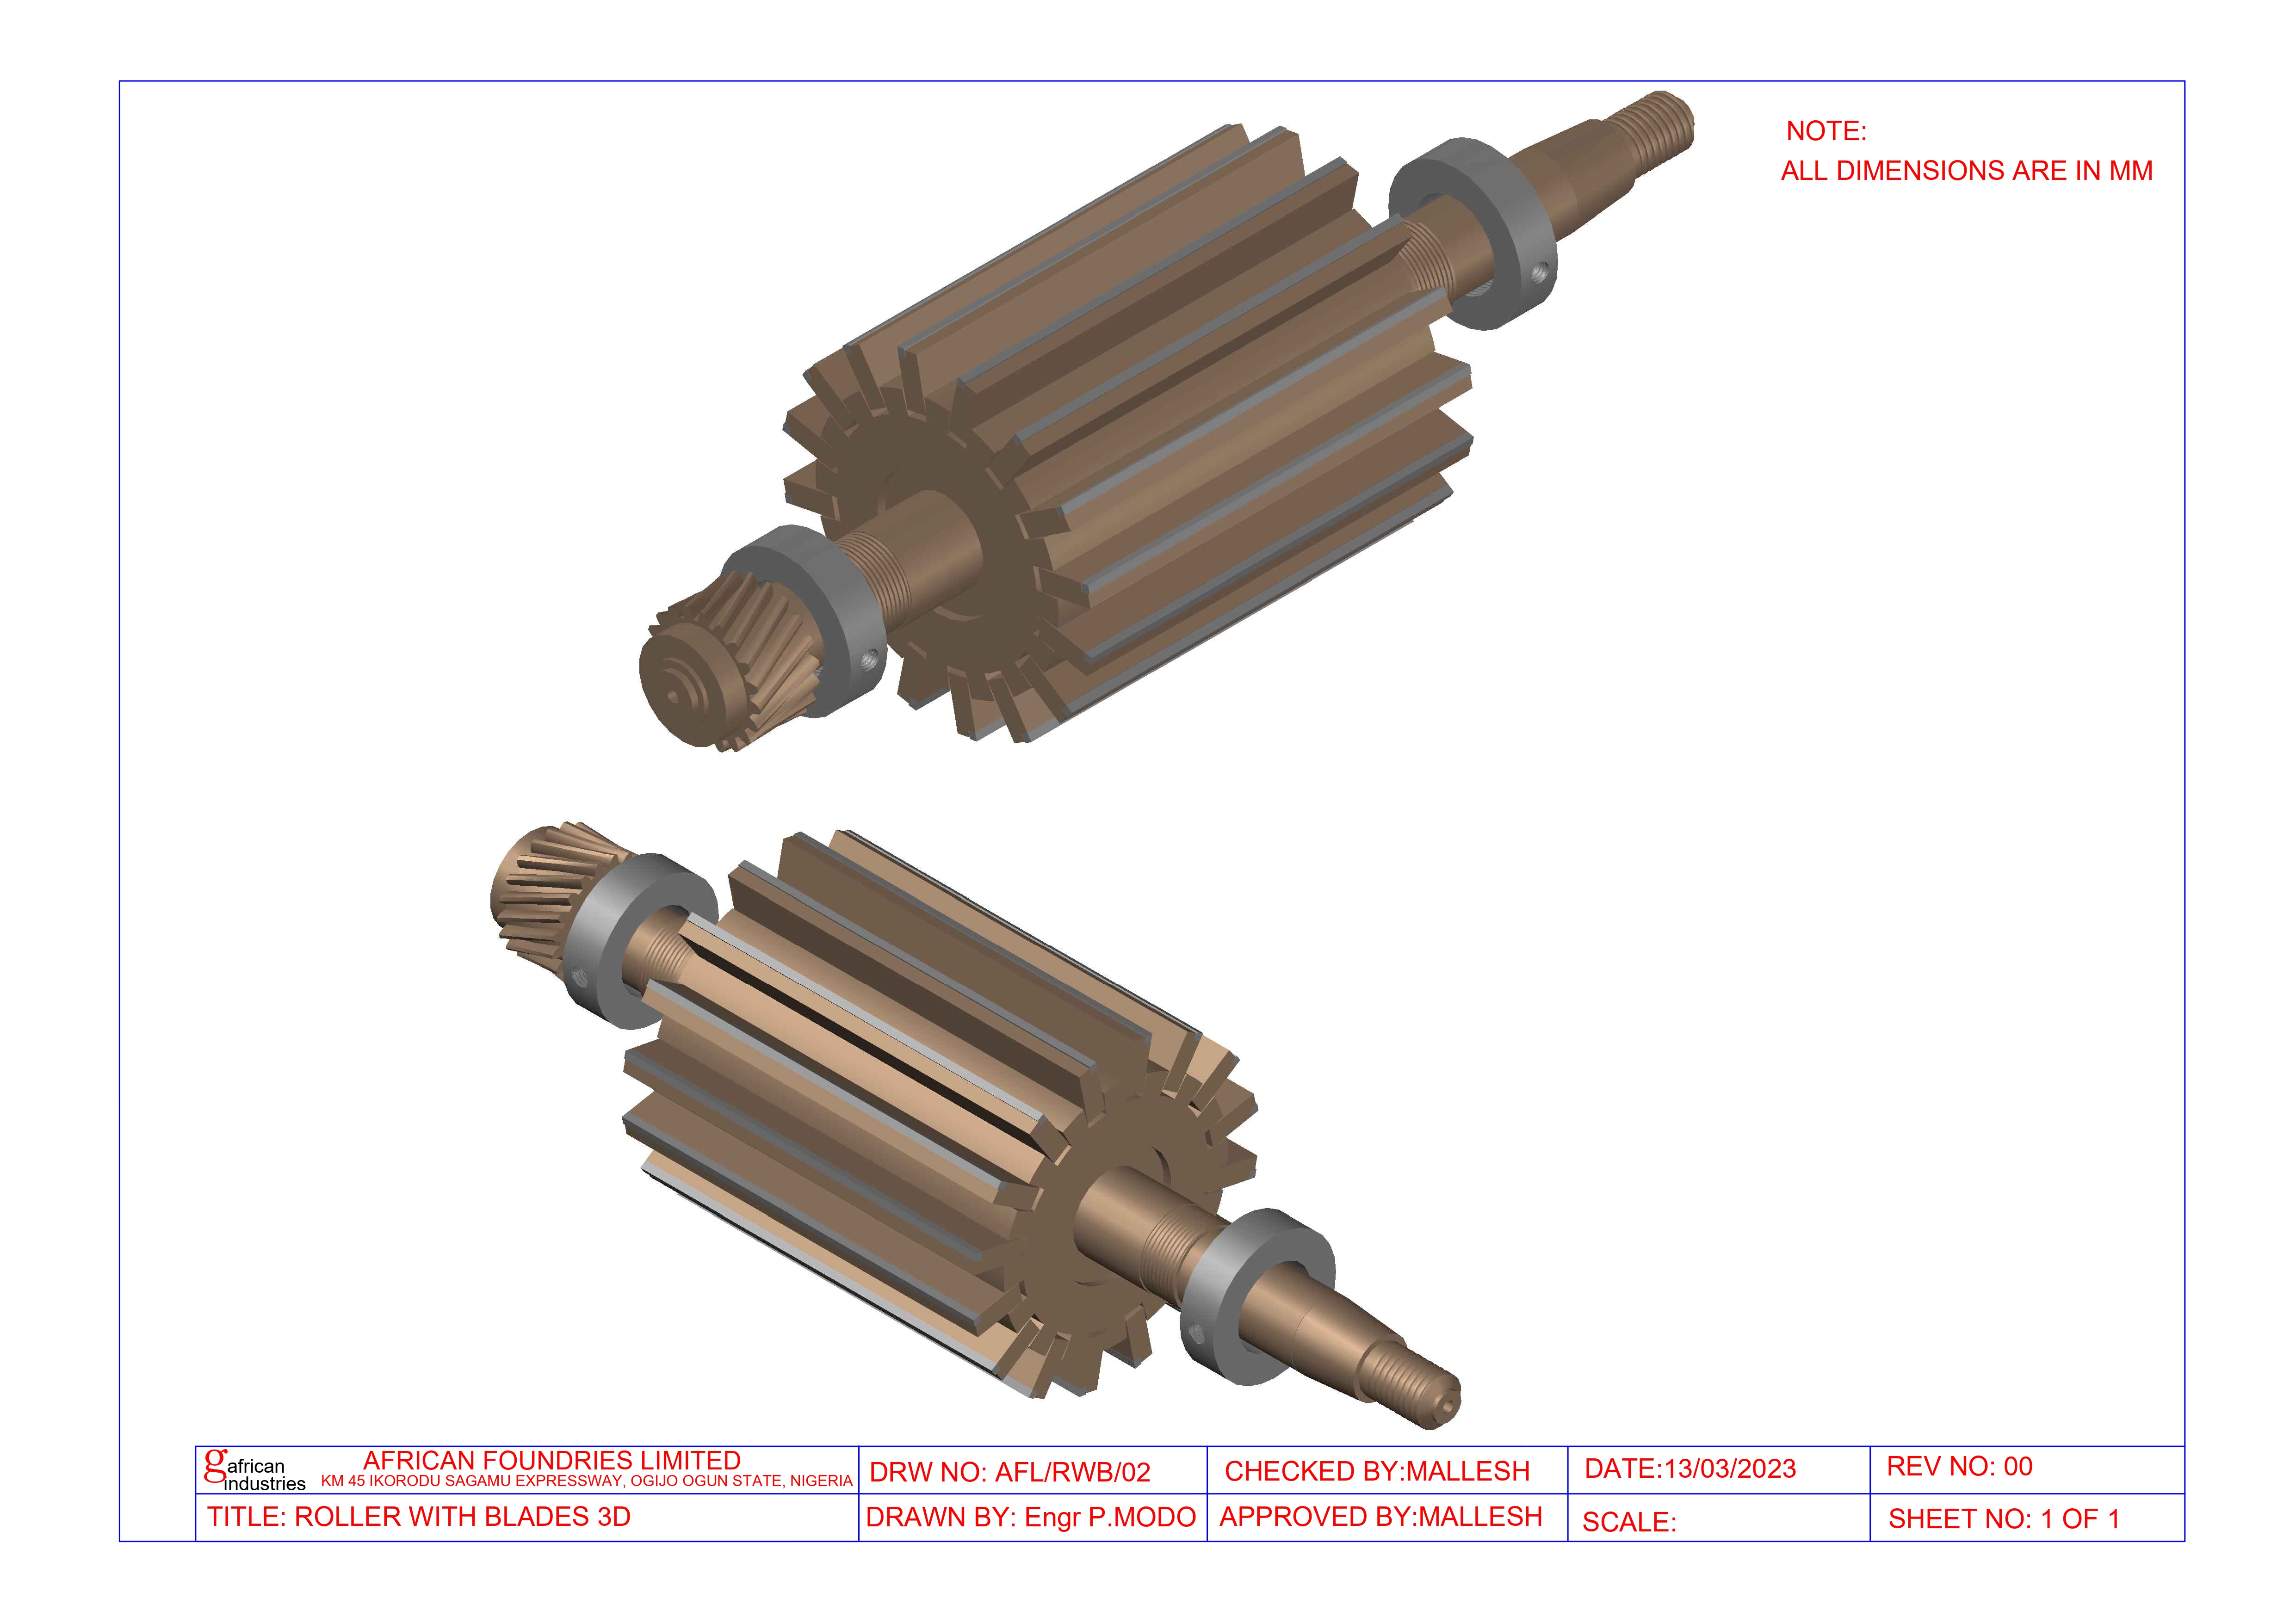 NOTE:
ALL DIMENSIONS ARE IN MM
g african industries
AFRICAN FOUNDRIES LIMITED
KM 45 IKORODU SAGAMU EXPRESSWAY, OGIJO OGUN STATE, NIGERIA
DRW NO: AFL/RWB/02
CHECKED BY:MALLESH
DATE:13/03/2023
REV NO: 00
TITLE: ROLLER WITH BLADES 3D
DRAWN BY: Engr P.MODO
APPROVED BY:MALLESH
SCALE:
SHEET NO: 1 OF 1